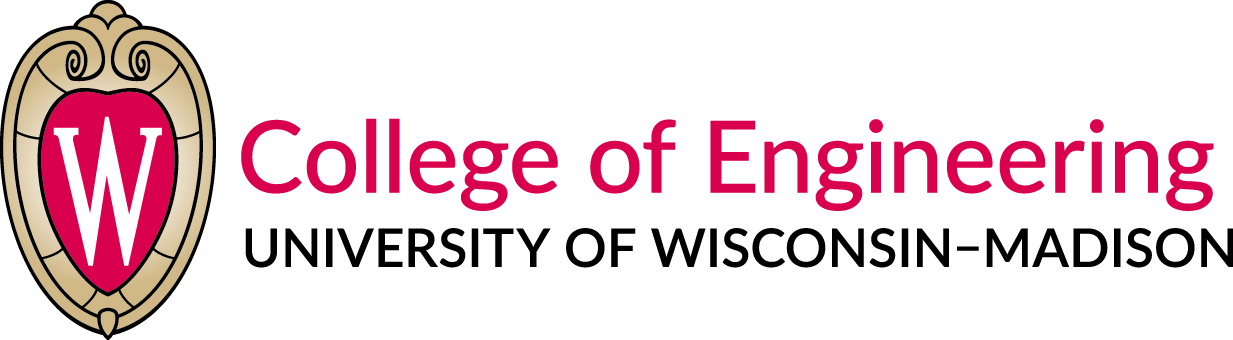 W
College of Engineering
UNIVERSITY OF WISCONSIN–MADISON